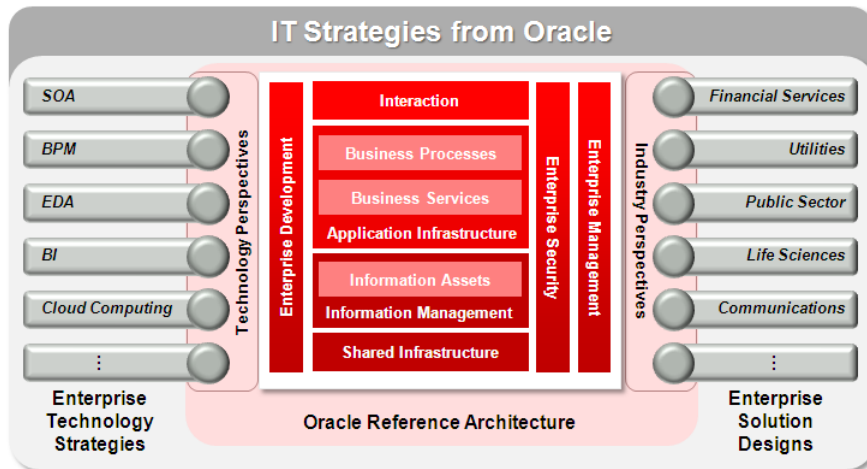 IT Strategies from Oracle
SOA
BPM
EDA
BI
Cloud Computing
⋮
Enterprise
Technology
Strategies
Technology Perspectives
Enterprise Development
Interaction
Business Processes
Business Services
Application Infrastructure
Information Assets
Information Management
Shared Infrastructure
Enterprise Security
Enterprise Management
Oracle Reference Architecture
Industry Perspectives
Financial Services
Utilities
Public Sector
Life Sciences
Communications
⋮
Enterprise
Solution
Designs